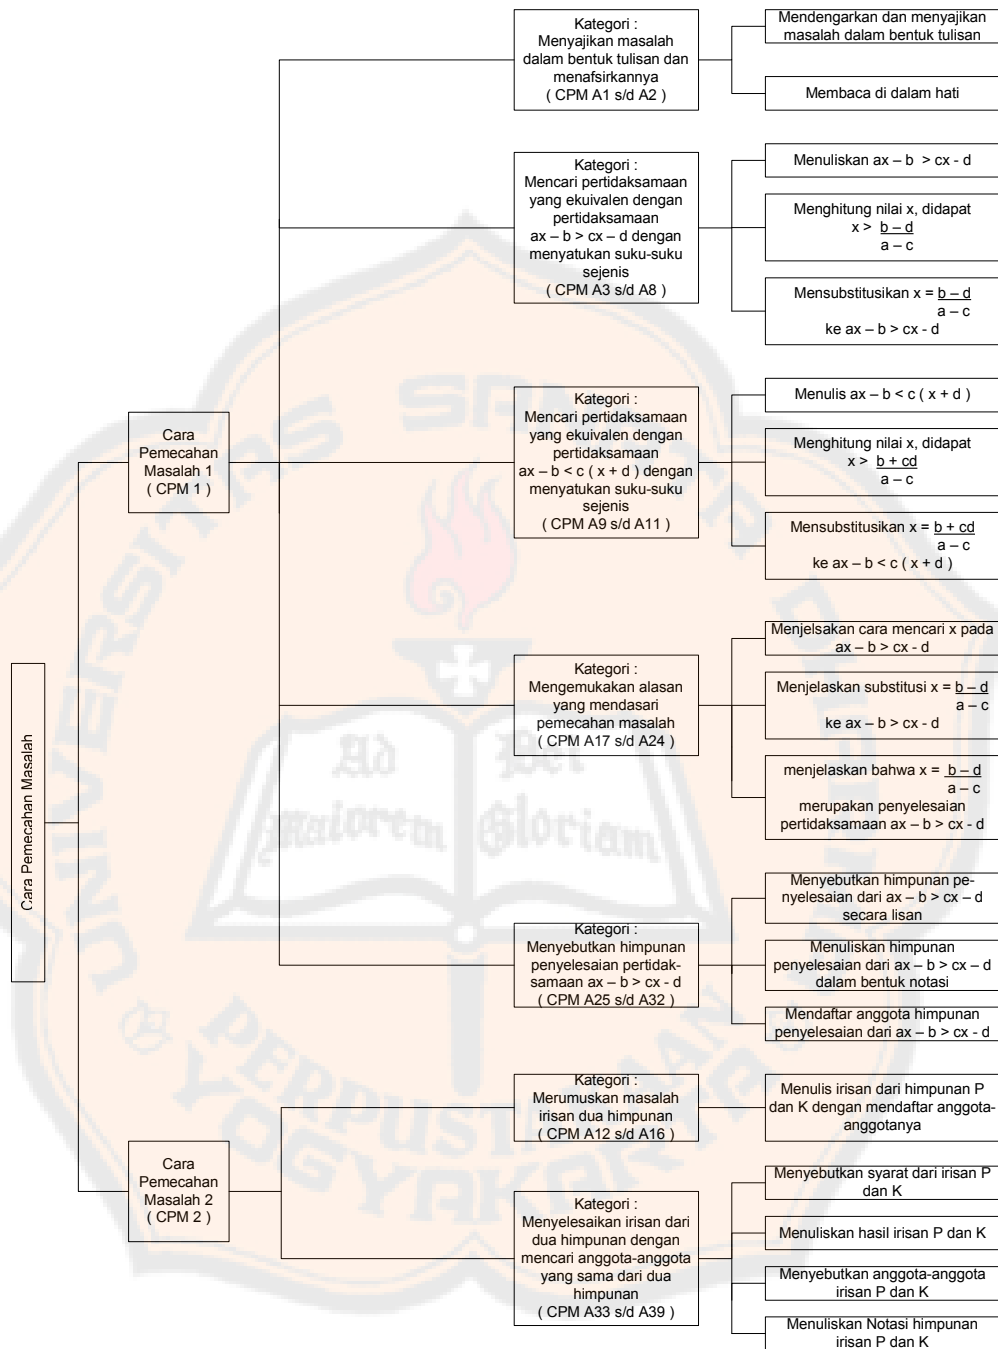 Cara Pemecahan Masalah
Cara
Pemecahan
Masalah 1
( CPM 1 )
Kategori :
Menyajikan masalah
dalam bentuk tulisan dan
menafsirkannya
( CPM A1 s/d A2 )
Mendengarkan dan menyajikan
masalah dalam bentuk tulisan
Membaca di dalam hati
Kategori :
Mencari pertidaksamaan
yang ekuivalen dengan
pertidaksamaan
ax – b > cx – d dengan
menyatukan suku-suku
sejenis
( CPM A3 s/d A8 )
Menuliskan ax – b > cx - d
Menghitung nilai x, didapat
x > b – d
a – c
Mensubstitusikan x = b – d
a – c
ke ax – b > cx - d
Kategori :
Mencari pertidaksamaan
yang ekuivalen dengan
pertidaksamaan
ax – b < c ( x + d ) dengan
menyatukan suku-suku
sejenis
( CPM A9 s/d A11 )
Menulis ax – b < c ( x + d )
Menghitung nilai x, didapat
x > b + cd
a – c
Mensubstitusikan x = b + cd
a – c
ke ax – b < c ( x + d )
Kategori :
Mengemukakan alasan
yang mendasari
pemecahan masalah
( CPM A17 s/d A24 )
Menjelsakan cara mencari x pada
ax – b > cx - d
Menjelaskan substitusi x = b – d
a – c
ke ax – b > cx - d
menjelaskan bahwa x = b – d
a – c
merupakan penyelesaian
pertidaksamaan ax – b > cx - d
Kategori :
Menyebutkan himpunan
penyelesaian pertidak-
samaan ax – b > cx - d
( CPM A25 s/d A32 )
Menyebutkan himpunan pe-
nyelesaian dari ax – b > cx – d
secara lisan
Menuliskan himpunan
penyelesaian dari ax – b > cx – d
dalam bentuk notasi
Mendaftar anggota himpunan
penyelesaian dari ax – b > cx - d
Cara
Pemecahan
Masalah 2
( CPM 2 )
Kategori :
Merumuskan masalah
irisan dua himpunan
( CPM A12 s/d A16 )
Menulis irisan dari himpunan P
dan K dengan mendaftar anggota-
anggotanya
Kategori :
Menyelesaikan irisan dari
dua himpunan dengan
mencari anggota-anggota
yang sama dari dua
himpunan
( CPM A33 s/d A39 )
Menyebutkan syarat dari irisan P
dan K
Menuliskan hasil irisan P dan K
Menyebutkan anggota-anggota
irisan P dan K
Menuliskan Notasi himpunan
irisan P dan K
UNIVERSITAS SANATA DHARMA
Ad
Maiorem
Dei
Gloriam
PERPUSTAKAAN
YOGYAKARTA